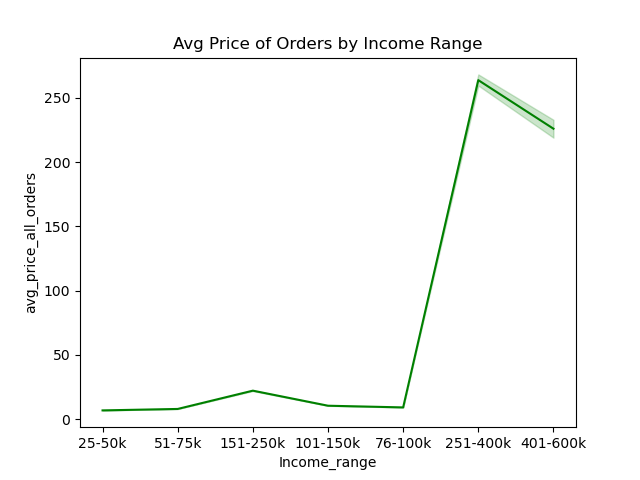 Avg Price of Orders by Income Range
avg_price_all_orders
250
200
150
100
50
0
25-50k 51-75k 151-250k 101-150k 76-100k 251-400k 401-600k
Income_range